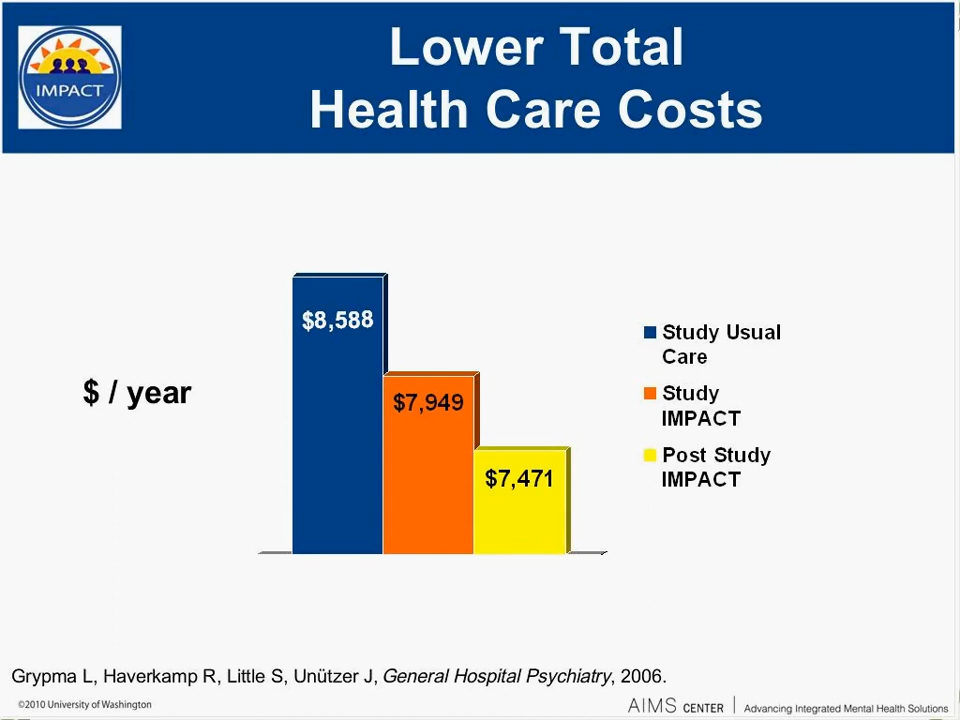 IMPACT
Lower Total
Health Care Costs
$ / year
$8,588
$7,949
$7,471
Study Usual
Care
Study
IMPACT
Post Study
IMPACT
Grypma L, Haverkamp R, Little S, Unützer J, General Hospital Psychiatry, 2006.
©2010 University of Washington
AIMS CENTER | Advancing Integrated Mental Health Solutions